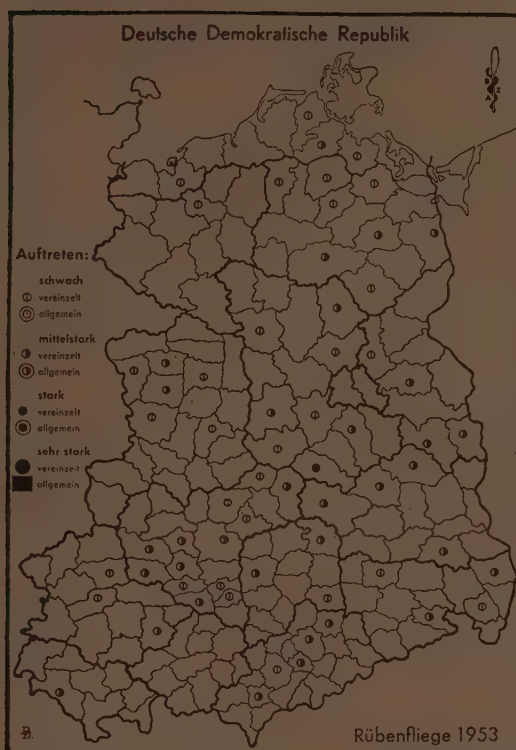 Deutsche Demokratische Republik
Auftreten:
schwach
vereinzelt
allgemein
mittelstark
vereinzelt
allgemein
stark
vereinzelt
allgemein
sehr stark
vereinzelt
allgemein
Rübenfliege 1953